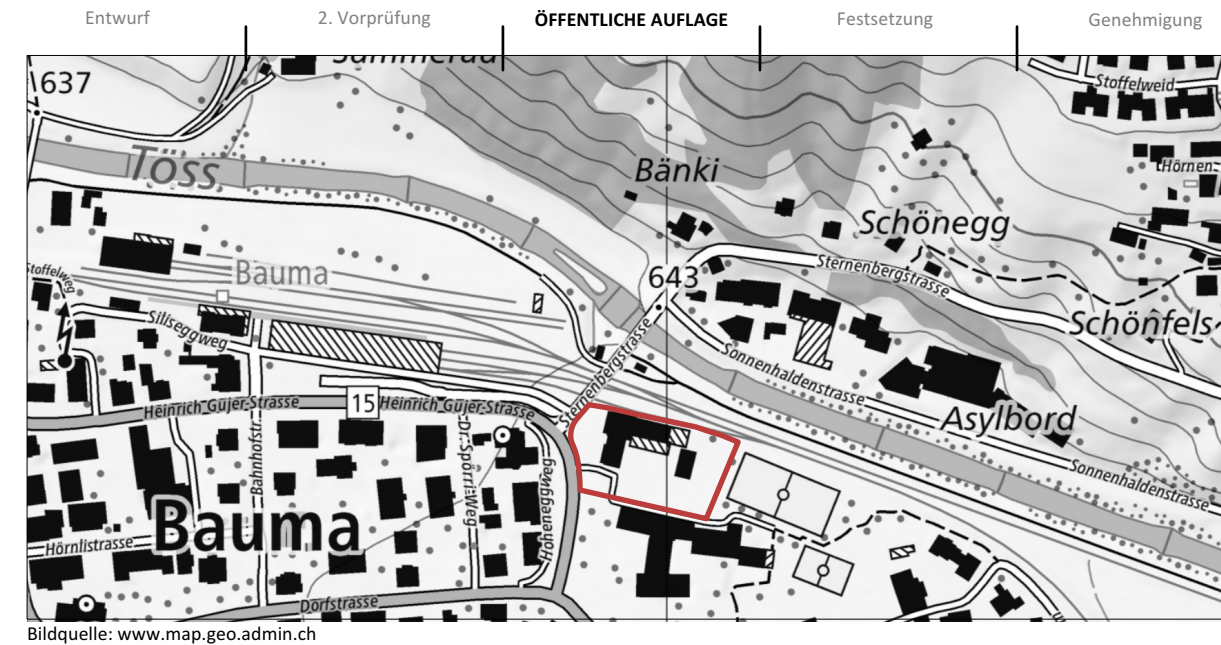 Entwurf
2. Vorprüfung
ÖFFENTLICHE AUFLAGE
Festsetzung
Genehmigung
637
Stoffelweid
Töss
Bänki
Hörnen
Schönegg
Stoffelweg
Bauma
643
Sternenbergstrasse
Schönfels
Sillseggweg
Sternenbergstrasse
Sonnenhaldenstrasse
Heinrich Gujer-Strasse
15
Heinrich Gujer-Strasse
Asylbord
Bahnhofstr.
Dr.-Spörri-Weg
Hoheneggweg
Sonnenhaldenstrasse
Bauma
Hörnlistrasse
Dorfstrasse
Bildquelle: www.map.geo.admin.ch